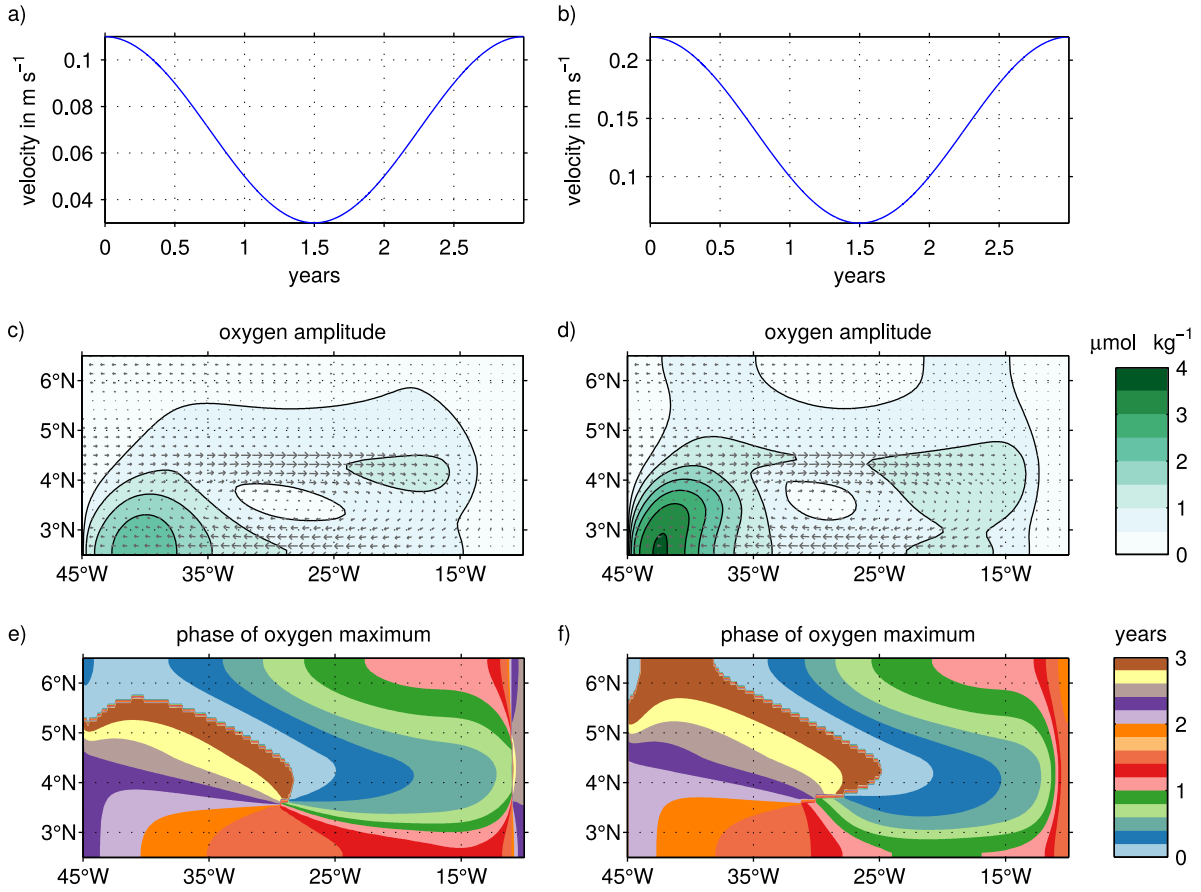 a)
b)
velocity in m s⁻¹
0.1
0.08
0.06
0.04
0 0.5 1 1.5 2 2.5
years
velocity in m s⁻¹
0.2
0.15
0.1
0 0.5 1 1.5 2 2.5
years
c)
oxygen amplitude
6°N
5°N
4°N
3°N
45°W 35°W 25°W 15°W
d)
oxygen amplitude
6°N
5°N
4°N
3°N
45°W 35°W 25°W 15°W
μmol kg⁻¹
4
3
2
1
0
e)
phase of oxygen maximum
6°N
5°N
4°N
3°N
45°W 35°W 25°W 15°W
f)
phase of oxygen maximum
6°N
5°N
4°N
3°N
45°W 35°W 25°W 15°W
years
3
2
1
0